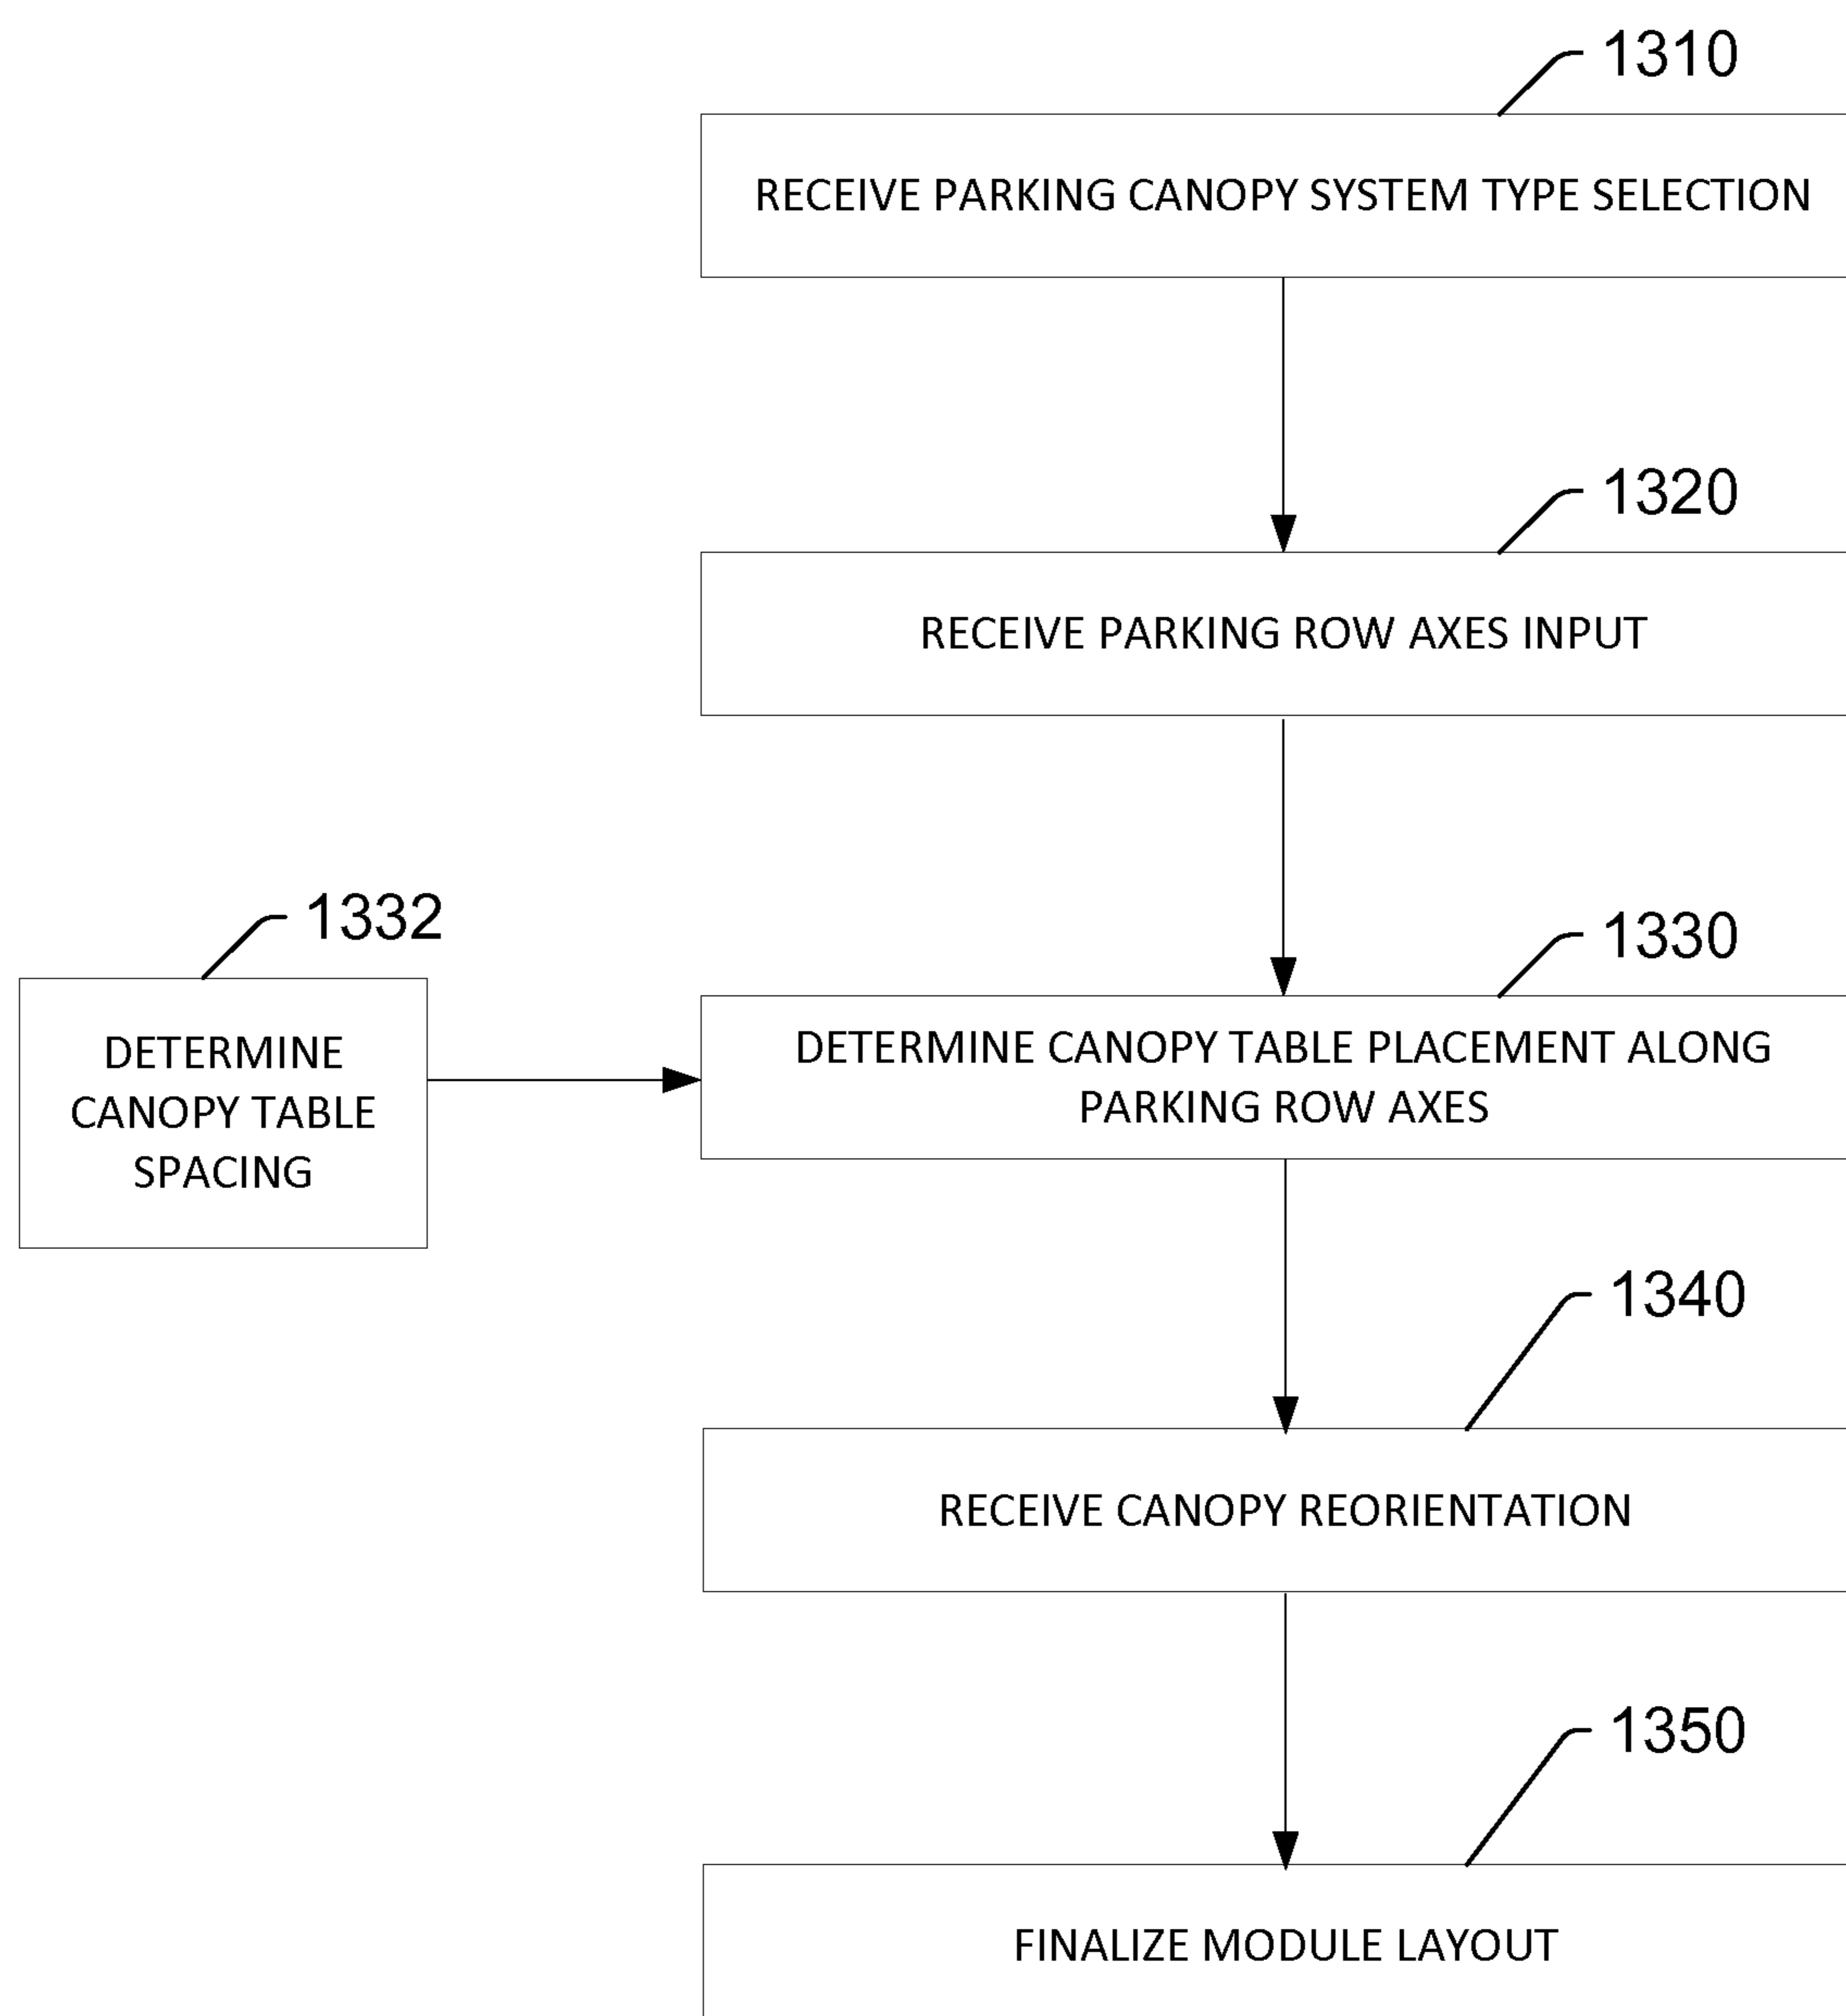 1310
RECEIVE PARKING CANOPY SYSTEM TYPE SELECTION
1320
RECEIVE PARKING ROW AXES INPUT
1332
DETERMINE
CANOPY TABLE
SPACING
1330
DETERMINE CANOPY TABLE PLACEMENT ALONG
PARKING ROW AXES
1340
RECEIVE CANOPY REORIENTATION
1350
FINALIZE MODULE LAYOUT